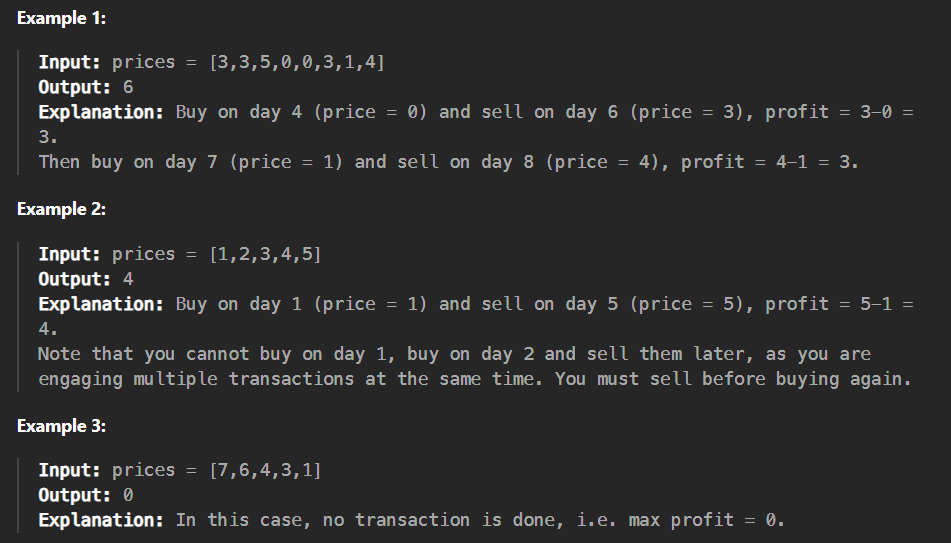 Example 1:
Input: prices = [3,3,5,0,0,3,1,4]
Output: 6
Explanation: Buy on day 4 (price = 0) and sell on day 6 (price = 3), profit = 3-0 =
3.
Then buy on day 7 (price = 1) and sell on day 8 (price = 4), profit = 4-1 = 3.
Example 2:
Input: prices = [1,2,3,4,5]
Output: 4
Explanation: Buy on day 1 (price = 1) and sell on day 5 (price = 5), profit = 5-1 =
4.
Note that you cannot buy on day 1, buy on day 2 and sell them later, as you are
engaging multiple transactions at the same time. You must sell before buying again.
Example 3:
Input: prices = [7,6,4,3,1]
Output: 0
Explanation: In this case, no transaction is done, i.e. max profit = 0.